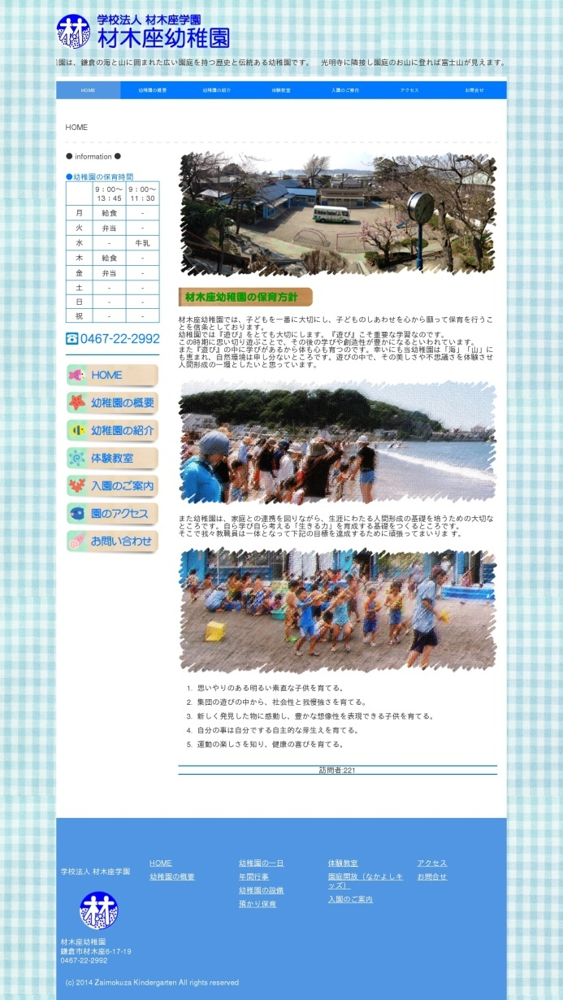 学校法人 材木座学園
材木座幼稚園
園は、鎌倉の海と山に囲まれた広い園庭を持つ歴史と伝統ある幼稚園です。 光明寺に隣接し園庭のお山に登れば富士山が見えます。
HOME 幼稚園の概要 幼稚園の紹介 体験教室 入園のご案内 アクセス お問合せ
HOME
● information ●
●幼稚園の保育時間
9：00～ 9：00～
13：45 11：30
月 給食 -
火 弁当 -
水 - 牛乳
木 給食 -
金 弁当 -
土 - -
日 - -
祝 - -
0467-22-2992
HOME
幼稚園の概要
幼稚園の紹介
体験教室
入園のご案内
園のアクセス
お問い合わせ
材木座幼稚園の保育方針
材木座幼稚園では、子どもを一番に大切にし、子どものしあわせを心から願って保育を行うこ
とを信条としております。
幼稚園では『遊び』をとても大切にします。『遊び』こそ重要な学習なのです。
この時期に思い切り遊ぶことで、その後の学びや創造性が豊かになるといわれています。
また『遊び』の中に学びがあるから体も心も育つのです。幸いにも当幼稚園は「海」「山」に
も恵まれ、自然環境は申し分ないところです。遊びの中で、その美しさや不思議さを体験させ
人間形成の一環としたいと思っています。
また幼稚園は、家庭との連携を図りながら、生涯にわたる人間形成の基礎を培うための大切な
ところです。自ら学び自ら考える「生きる力」を育成する基礎をつくるところです。
そこで我々教職員は一体となって下記の目標を達成するために頑張ってまいりま す。
1. 思いやりのある明るい素直な子供を育てる。
2. 集団の遊びの中から、社会性と我慢強さを育てる。
3. 新しく発見した物に感動し、豊かな想像性を表現できる子供を育てる。
4. 自分の事は自分でする自主的な芽生えを育てる。
5. 運動の楽しさを知り、健康の喜びを育てる。
訪問者:221
学校法人 材木座学園
材木座幼稚園
鎌倉市材木座6-17-19
0467-22-2992
HOME
幼稚園の概要
幼稚園の一日
年間行事
幼稚園の設備
預かり保育
体験教室
園庭開放（なかよしキ
ッズ）
入園のご案内
アクセス
お問合せ
(c) 2014 Zaimokuza Kindergarten All rights reserved